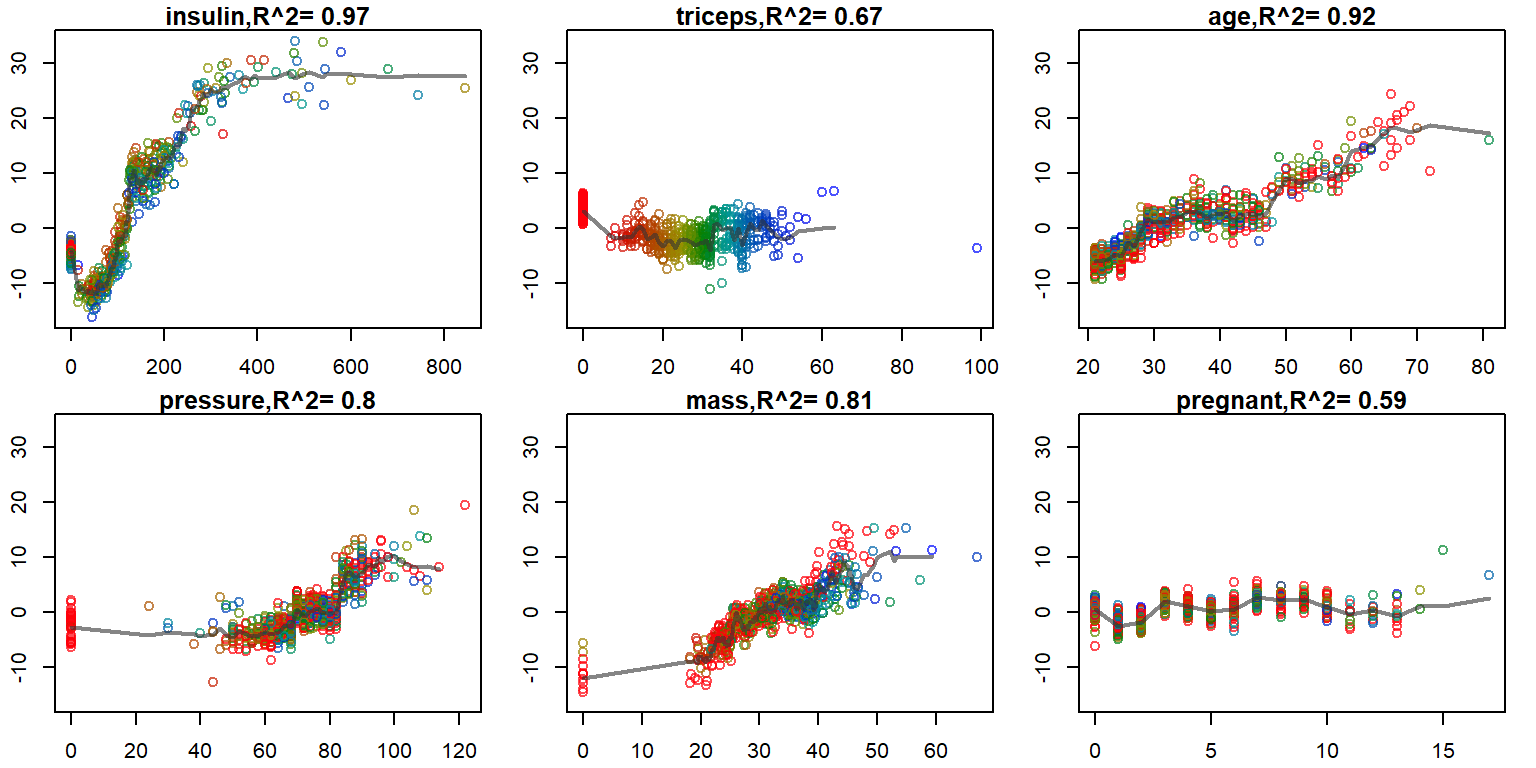 insulin,R^2= 0.97
triceps,R^2= 0.67
age,R^2= 0.92
30
20
10
0
-10
0 200 400 600 800
30
20
10
0
-10
0 20 40 60 80 100
30
20
10
0
-10
20 30 40 50 60 70 80
pressure,R^2= 0.8
mass,R^2= 0.81
pregnant,R^2= 0.59
30
20
10
0
-10
0 20 40 60 80 100 120
30
20
10
0
-10
0 20 30 40 50 60
30
20
10
0
-10
0 5 10 15